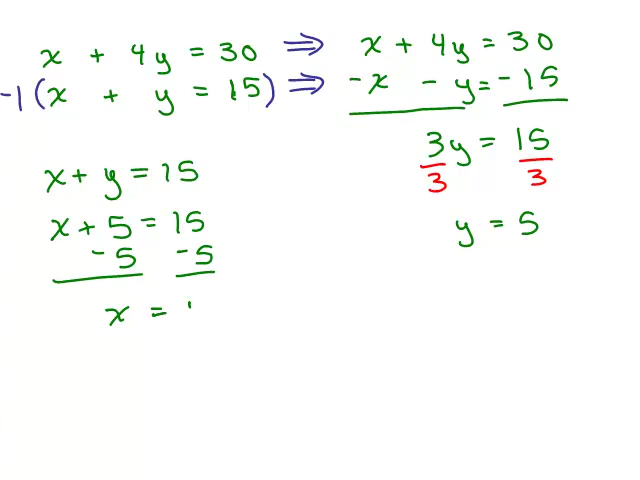 x + 4y = 30 ⇒
-1(x + y = 15) ⇒
x + 4y = 30
-x - y = -15
3y = 15
3 3
y = 5
x + y = 15
x + 5 = 15
-5 -5
x =